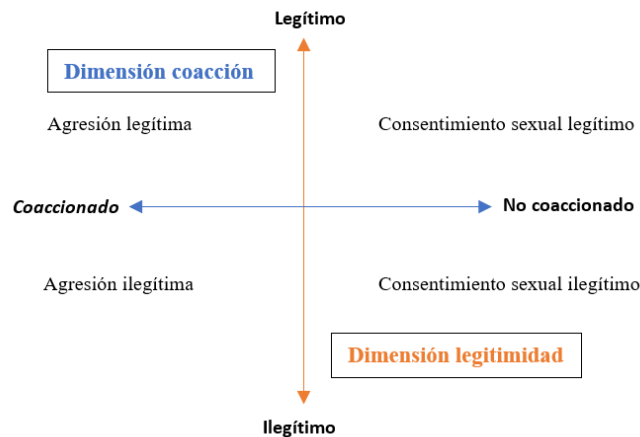 Legítimo
Dimensión coacción
Agresión legítima
Consentimiento sexual legítimo
Coaccionado
No coaccionado
Agresión ilegítima
Consentimiento sexual ilegítimo
Dimensión legitimidad
Ilegítimo